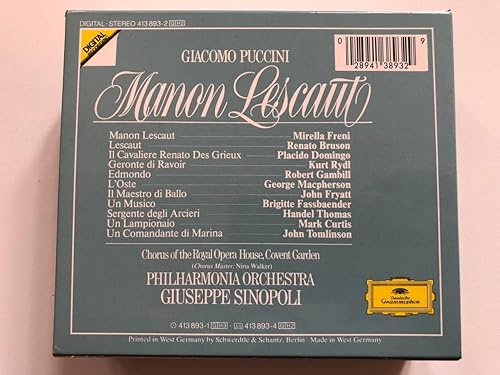 DIGITAL · STEREO 413 893-2 GH2
DIGITAL
GIACOMO PUCCINI
0 28941 38932 9
Manon Lescaut
Manon Lescaut Mirella Freni
Lescaut Renato Bruson
Il Cavaliere Renato Des Grieux Placido Domingo
Geronte di Ravoir Kurt Rydl
Edmondo Robert Gambill
L'Oste George Macpherson
Il Maestro di Ballo John Fryatt
Un Musico Brigitte Fassbaender
Sergente degli Arcieri Handel Thomas
Un Lampionaio Mark Curtis
Un Comandante di Marina John Tomlinson
Chorus of the Royal Opera House, Covent Garden
(Chorus Master: Nina Walker)
PHILHARMONIA ORCHESTRA
GIUSEPPE SINOPOLI
Deutsche
Grammophon
413 893-1 GH3 413 893-4 GH2
Printed in West Germany by Schwerdtle & Schantz, Berlin · Made in West Germany